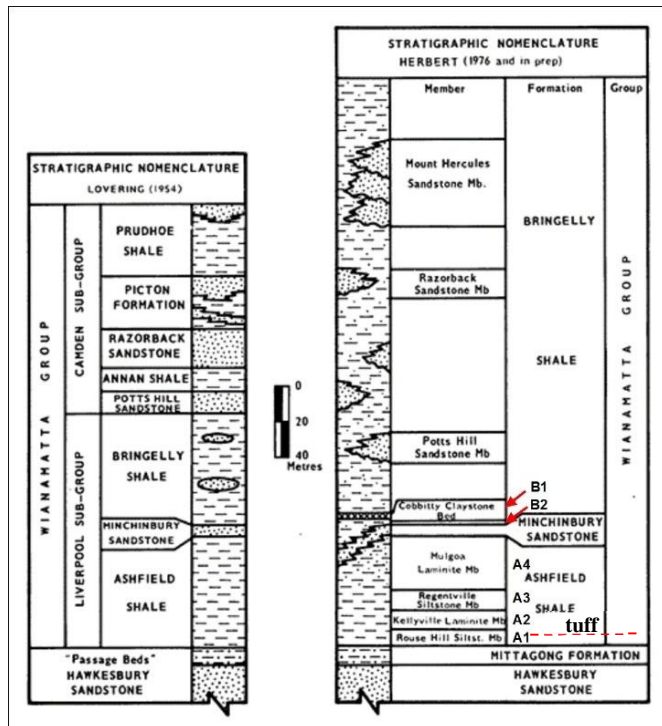 STRATIGRAPHIC NOMENCLATURE
LOVERING (1954)
WIANAMATTA GROUP
CAMDEN SUB-GROUP
LIVERPOOL SUB-GROUP
PRUDHOE
SHALE
PICTON
FORMATION
RAZORBACK
SANDSTONE
ANNAN SHALE
POTTS HILL
SANDSTONE
BRINGELLY
SHALE
MINCHINBURY
SANDSTONE
ASHFIELD
SHALE
"Passage Beds"
HAWKESBURY
SANDSTONE
0
20
40
Metres
STRATIGRAPHIC NOMENCLATURE
HERBERT (1976 and in prep)
Member
Formation
Group
Mount Hercules
Sandstone Mb.
Razorback
Sandstone Mb
Potts Hill
Sandstone Mb
Cobbitty Claystone
Bed
Mulgoa
Laminite Mb
Regentville
Siltstone Mb
Kellyville Laminite Mb
Rouse Hill Siltst. Mb
BRINGELLY
SHALE
B1
B2
MINCHINBURY
SANDSTONE
A4
ASHFIELD
A3
SHALE
A2
tuff
A1
WIANAMATTA GROUP
MITTAGONG FORMATION
HAWKESBURY
SANDSTONE